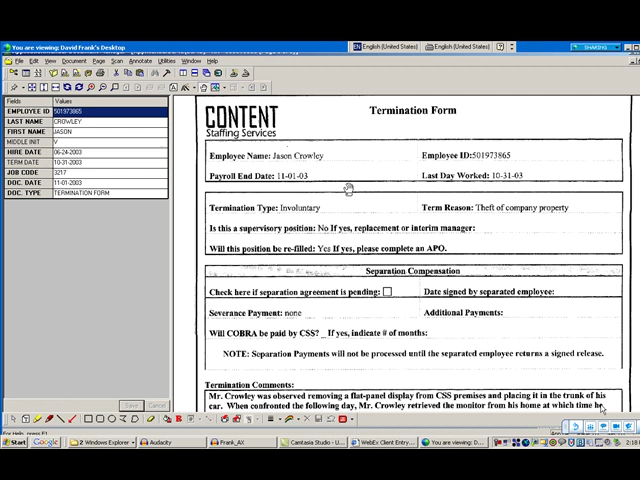 You are viewing: David Frank's Desktop
EN English (United States) English (United States) ?
SHARING
File Edit View Document Page Scan Annotate Utilities Window Help
Fields Values
EMPLOYEE ID 501973865
LAST NAME CROWLEY
FIRST NAME JASON
MIDDLE INIT V
HIRE DATE 06-24-2003
TERM DATE 10-31-2003
JOB CODE 3217
DOC. DATE 11-01-2003
DOC. TYPE TERMINATION FORM
Save Cancel
CONTENT
Staffing Services
Termination Form
Employee Name: Jason Crowley Employee ID:501973865
Payroll End Date: 11-01-03 Last Day Worked: 10-31-03
Termination Type: Involuntary Term Reason: Theft of company property
Is this a supervisory position: No If yes, replacement or interim manager:
Will this position be re-filled: Yes If yes, please complete an APO.
Separation Compensation
Check here if separation agreement is pending: Date signed by separated employee:
Severance Payment: none Additional Payments:
Will COBRA be paid by CSS? _ If yes, indicate # of months:
NOTE: Separation Payments will not be processed until the separated employee returns a signed release.
Termination Comments:
Mr. Crowley was observed removing a flat-panel display from CSS premises and placing it in the trunk of his
car. When confronted the following day, Mr. Crowley retrieved the monitor from his home at which time he
Start Google 2 Windows Explorer Audacity Frank_AX Camtasia Studio - U... WebEx Client Entry... You are viewing: Dav... 2:18